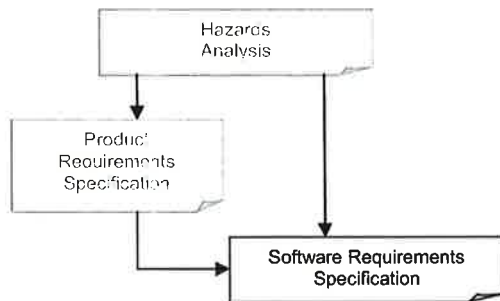 Hazards
Analysis
Product
Requirements
Specification
Software Requirements
Specification